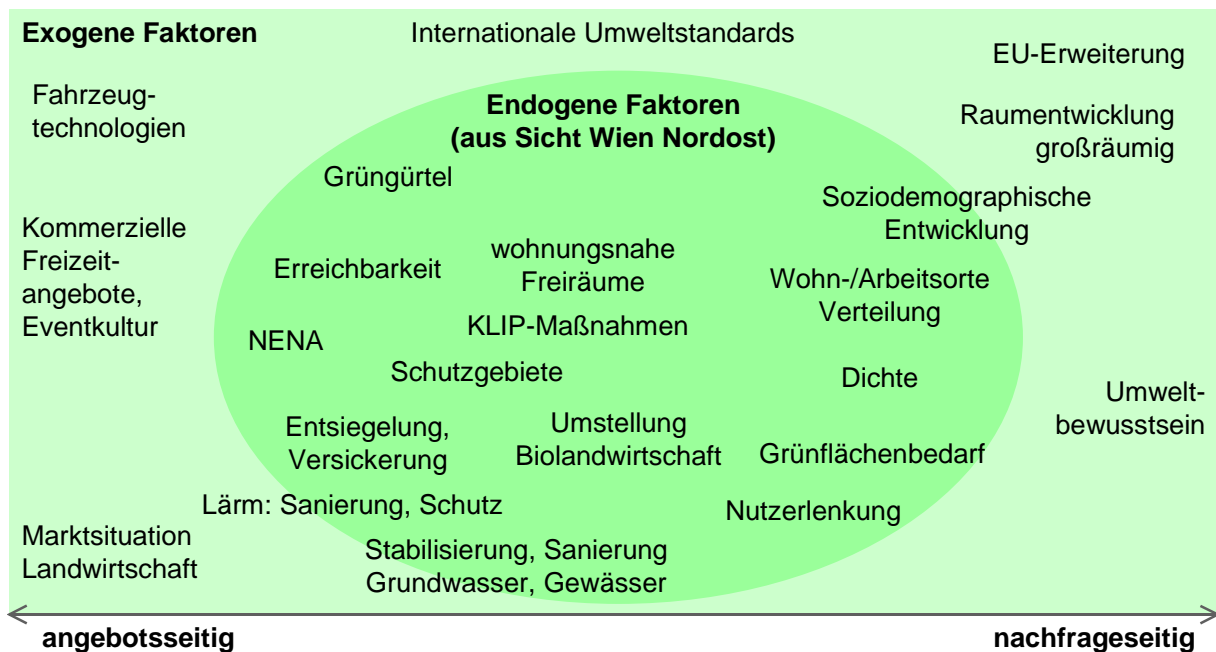 Exogene Faktoren
Internationale Umweltstandards
EU-Erweiterung
Fahrzeug-
technologien
Endogene Faktoren
(aus Sicht Wien Nordost)
Raumentwicklung
großräumig
Grüngürtel
Soziodemographische
Entwicklung
Kommerzielle
Freizeit-
angebote,
Eventkultur
Erreichbarkeit
wohnungsnahe
Freiräume
Wohn-/Arbeitsorte
Verteilung
NENA
KLIP-Maßnahmen
Schutzgebiete
Dichte
Umwelt-
bewusstsein
Entsiegelung,
Versickerung
Umstellung
Biolandwirtschaft
Grünflächenbedarf
Lärm: Sanierung, Schutz
Nutzerlenkung
Marktsituation
Landwirtschaft
Stabilisierung, Sanierung
Grundwasser, Gewässer
angebotsseitig
nachfrageseitig